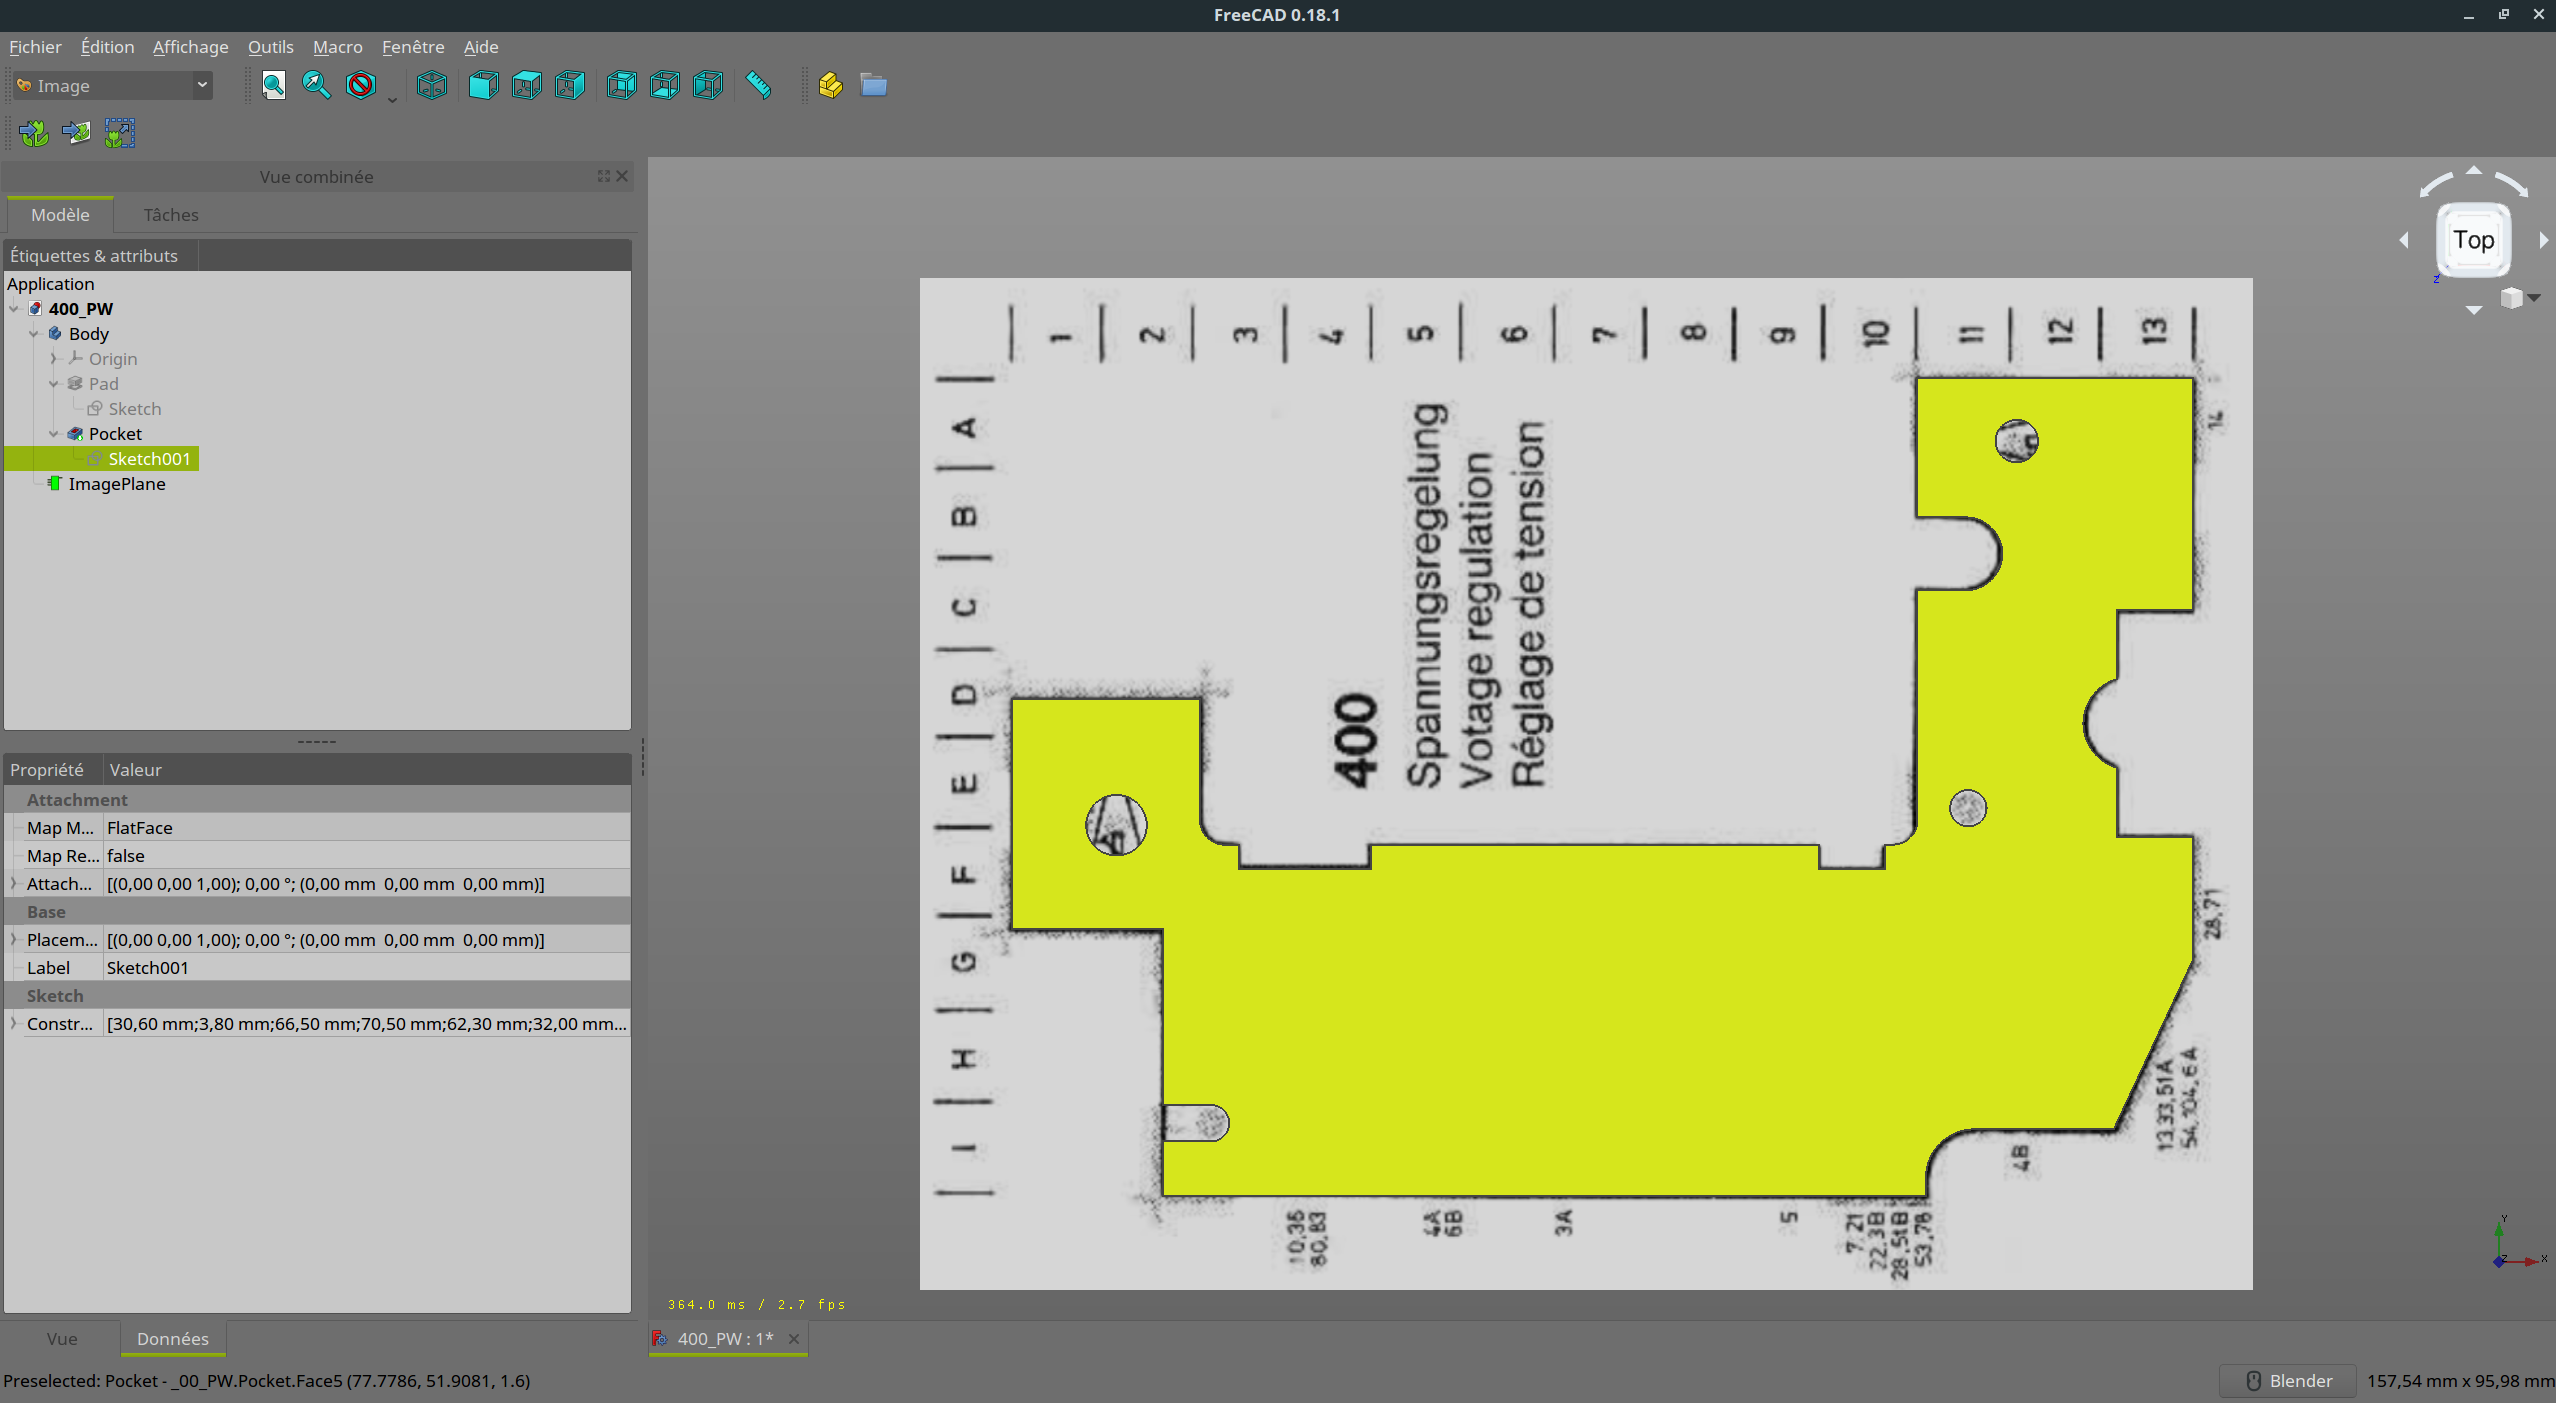 FreeCAD 0.18.1
Fichier Édition Affichage Outils Macro Fenêtre Aide
Image
Vue combinée
Modèle Tâches
Étiquettes & attributs
Application
400_PW
Body
Origin
Pad
Sketch
Pocket
Sketch001
ImagePlane
Propriété Valeur
Attachment
Map M... FlatFace
Map Re... false
Attach... [(0,00 0,00 1,00); 0,00 °; (0,00 mm 0,00 mm 0,00 mm)]
Base
Placem... [(0,00 0,00 1,00); 0,00 °; (0,00 mm 0,00 mm 0,00 mm)]
Label Sketch001
Sketch
Constr... [30,60 mm;3,80 mm;66,50 mm;70,50 mm;62,30 mm;32,00 mm...
Vue Données
1 2 3 4 5 6 7 8 9 10 11 12 13
A
B
C
D
E
F
G
H
I
400
Spannungsregelung
Votage regulation
Réglage de tension
14
28,71
13,33,51A
54,104,6A
4B
10,36
80,83
4A
6B
3A
5
7,21
22,3B
28,51B
53,78
Top
Z
Y
Z
X
364.0 ms / 2.7 fps
400_PW : 1*
Preselected: Pocket - _00_PW.Pocket.Face5 (77.7786, 51.9081, 1.6)
Blender
157,54 mm x 95,98 mm